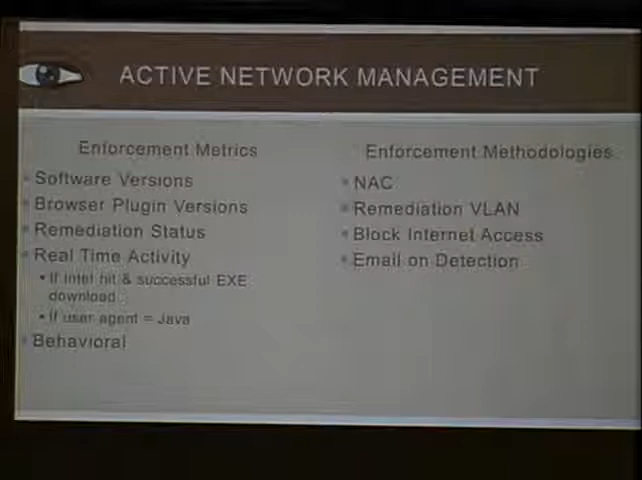 ACTIVE NETWORK MANAGEMENT
Enforcement Metrics
Software Versions
Browser Plugin Versions
Remediation Status
Real Time Activity
If Intel hit & successful EXE
download
If user agent = Java
Behavioral
Enforcement Methodologies
NAC
Remediation VLAN
Block Internet Access
Email on Detection